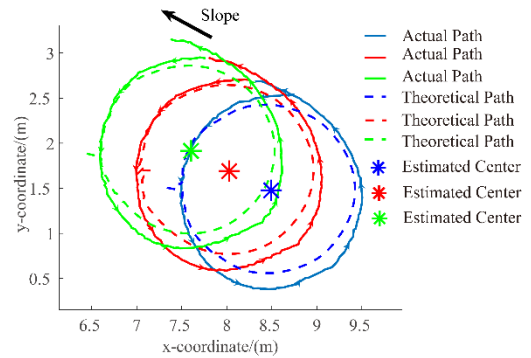 Slope
3
2.5
2
1.5
1
0.5
6.5 7 7.5 8 8.5 9 9.5
y-coordinate/(m)
x-coordinate/(m)
Actual Path
Actual Path
Actual Path
Theoretical Path
Theoretical Path
Theoretical Path
Estimated Center
Estimated Center
Estimated Center